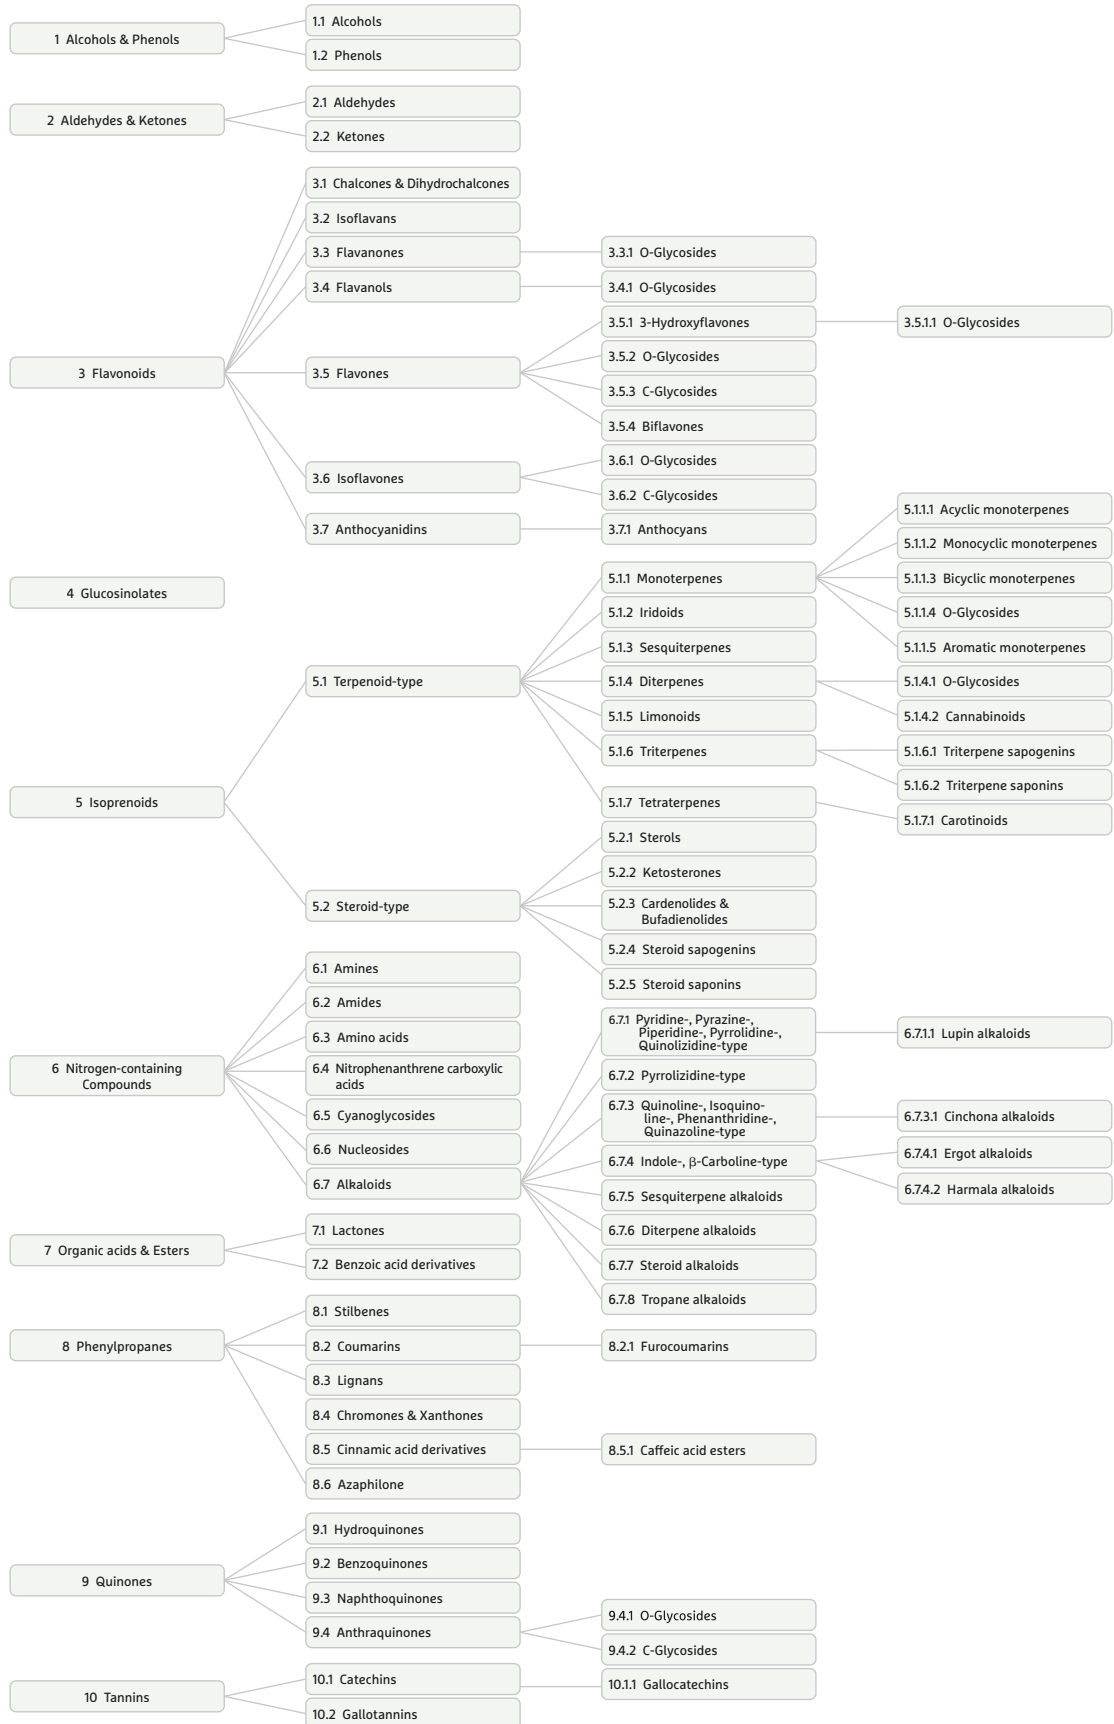 1 Alcohols & Phenols
1.1 Alcohols
1.2 Phenols
2 Aldehydes & Ketones
2.1 Aldehydes
2.2 Ketones
3 Flavonoids
3.1 Chalcones & Dihydrochalcones
3.2 Isoflavans
3.3 Flavanones
3.3.1 O-Glycosides
3.4 Flavanols
3.4.1 O-Glycosides
3.5 Flavones
3.5.1 3-Hydroxyflavones
3.5.1.1 O-Glycosides
3.5.2 O-Glycosides
3.5.3 C-Glycosides
3.5.4 Biflavones
3.6 Isoflavones
3.6.1 O-Glycosides
3.6.2 C-Glycosides
3.7 Anthocyanidins
3.7.1 Anthocyans
4 Glucosinolates
5 Isoprenoids
5.1 Terpenoid-type
5.1.1 Monoterpenes
5.1.1.1 Acyclic monoterpenes
5.1.1.2 Monocyclic monoterpenes
5.1.1.3 Bicyclic monoterpenes
5.1.1.4 O-Glycosides
5.1.1.5 Aromatic monoterpenes
5.1.2 Iridoids
5.1.3 Sesquiterpenes
5.1.4 Diterpenes
5.1.4.1 O-Glycosides
5.1.4.2 Cannabinoids
5.1.5 Limonoids
5.1.6 Triterpenes
5.1.6.1 Triterpene sapogenins
5.1.6.2 Triterpene saponins
5.1.7 Tetraterpenes
5.1.7.1 Carotinoids
5.2 Steroid-type
5.2.1 Sterols
5.2.2 Ketosterones
5.2.3 Cardenolides &
Bufadienolides
5.2.4 Steroid sapogenins
5.2.5 Steroid saponins
6 Nitrogen-containing
Compounds
6.1 Amines
6.2 Amides
6.3 Amino acids
6.4 Nitrophenanthrene carboxylic
acids
6.5 Cyanoglycosides
6.6 Nucleosides
6.7 Alkaloids
6.7.1 Pyridine-, Pyrazine-,
Piperidine-, Pyrrolidine-,
Quinolizidine-type
6.7.1.1 Lupin alkaloids
6.7.2 Pyrrolizidine-type
6.7.3 Quinoline-, Isoquino-
line-, Phenanthridine-,
Quinazoline-type
6.7.3.1 Cinchona alkaloids
6.7.4 Indole-, β-Carboline-type
6.7.4.1 Ergot alkaloids
6.7.4.2 Harmala alkaloids
6.7.5 Sesquiterpene alkaloids
6.7.6 Diterpene alkaloids
6.7.7 Steroid alkaloids
6.7.8 Tropane alkaloids
7 Organic acids & Esters
7.1 Lactones
7.2 Benzoic acid derivatives
8 Phenylpropanes
8.1 Stilbenes
8.2 Coumarins
8.2.1 Furocoumarins
8.3 Lignans
8.4 Chromones & Xanthones
8.5 Cinnamic acid derivatives
8.5.1 Caffeic acid esters
8.6 Azaphilone
9 Quinones
9.1 Hydroquinones
9.2 Benzoquinones
9.3 Naphthoquinones
9.4 Anthraquinones
9.4.1 O-Glycosides
9.4.2 C-Glycosides
10 Tannins
10.1 Catechins
10.1.1 Gallocatechins
10.2 Gallotannins